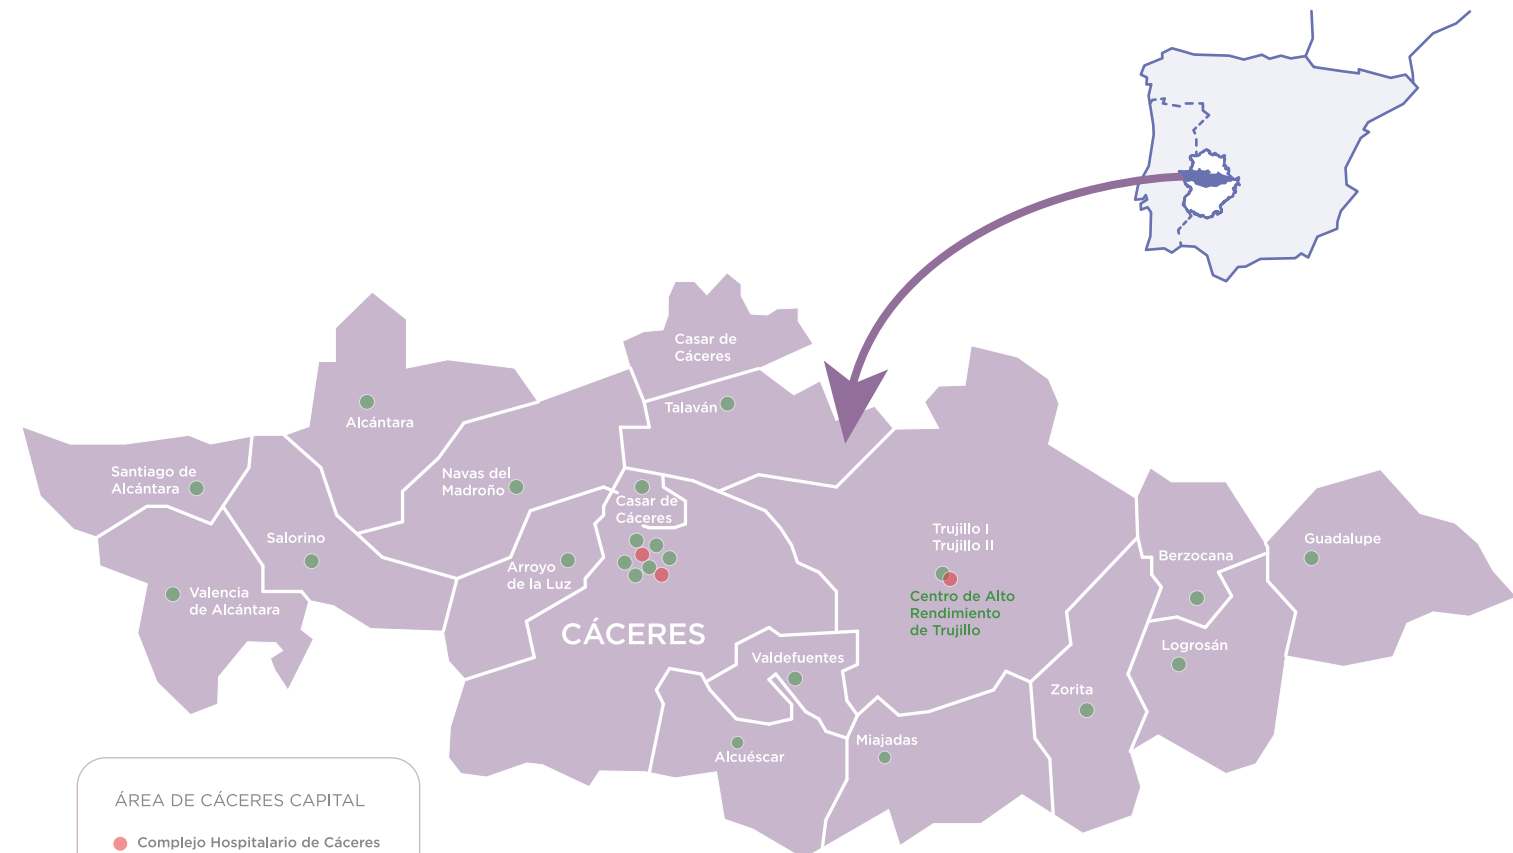 Casar de
Cáceres
Talaván
Alcántara
Santiago de
Alcántara
Navas del
Madroño
Casar de
Cáceres
Salorino
Trujillo I
Trujillo II
Guadalupe
Berzocana
Arroyo
de la Luz
Valencia
de Alcántara
Centro de Alto
Rendimiento
de Trujillo
CÁCERES
Valdefuentes
Logrosán
Zorita
Alcuéscar
Miajadas
ÁREA DE CÁCERES CAPITAL
Complejo Hospitalario de Cáceres